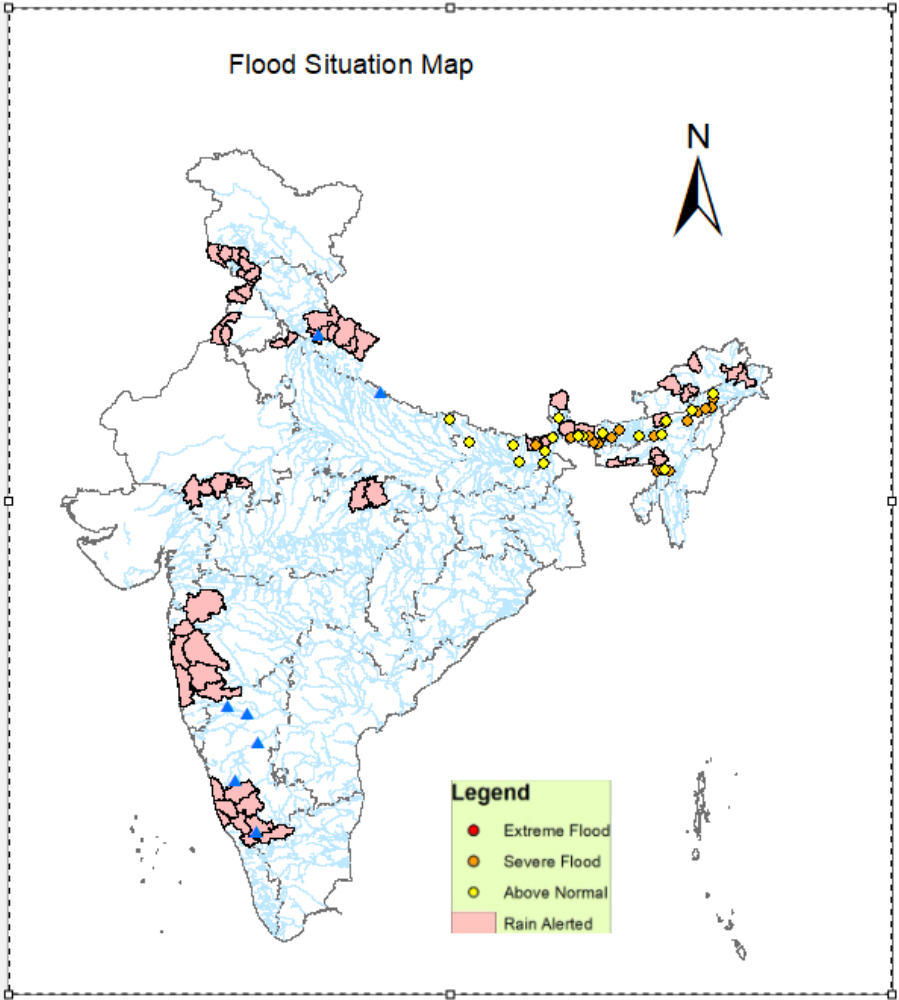 Flood Situation Map
N
Legend
Extreme Flood
Severe Flood
Above Normal
Rain Alerted